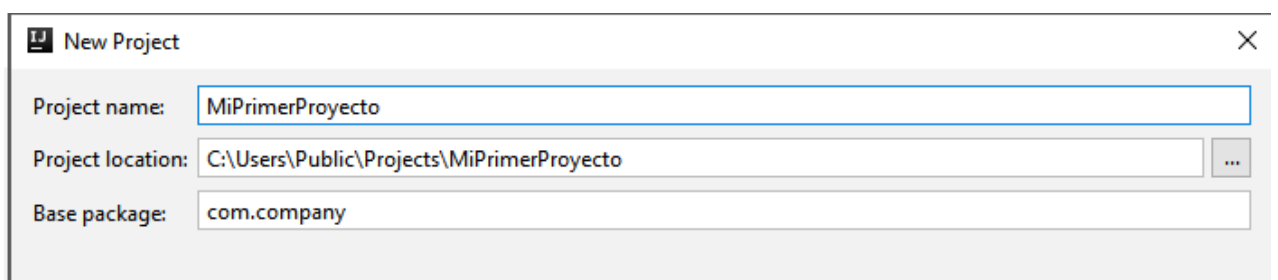 IJ New Project
Project name: MiPrimerProyecto
Project location: C:\Users\Public\Projects\MiPrimerProyecto ...
Base package: com.company